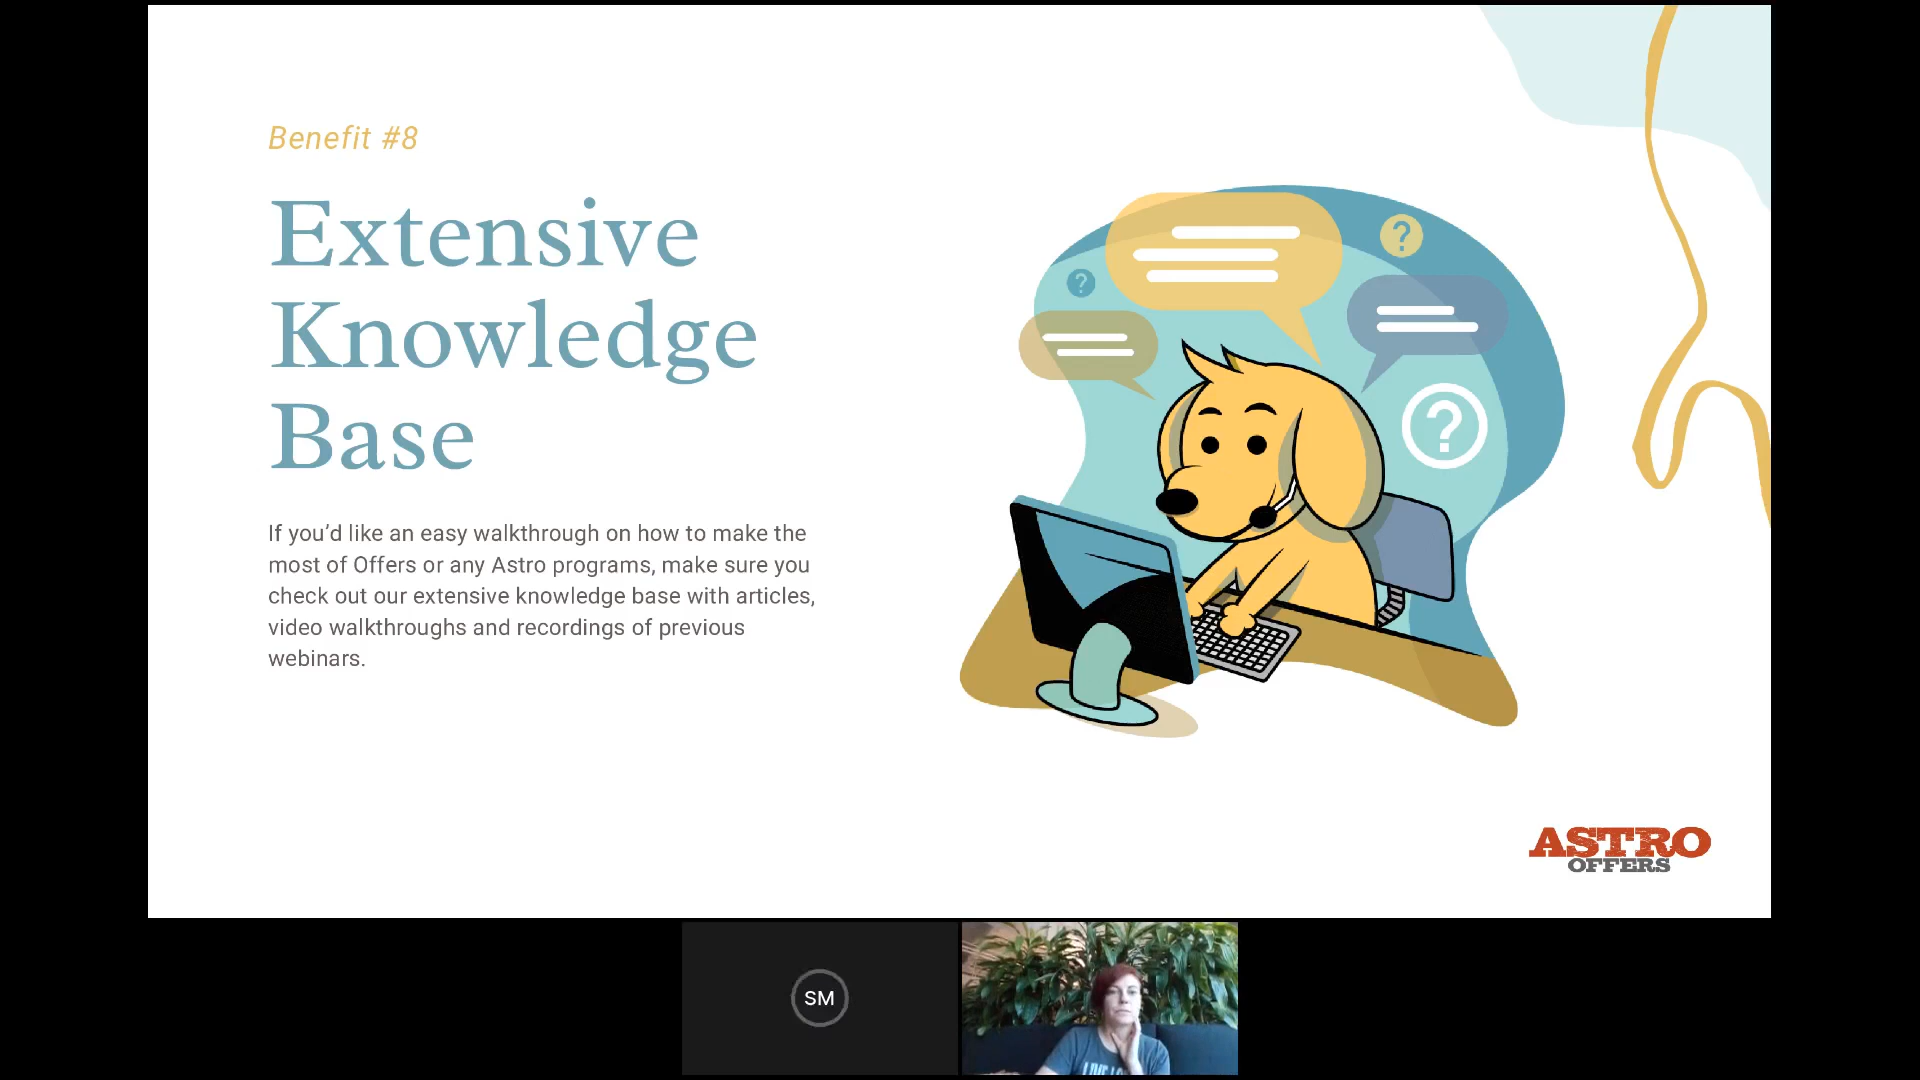 Benefit #8
Extensive
Knowledge
Base
If you’d like an easy walkthrough on how to make the
most of Offers or any Astro programs, make sure you
check out our extensive knowledge base with articles,
video walkthroughs and recordings of previous
webinars.
?
?
?
ASTRO
OFFERS
SM